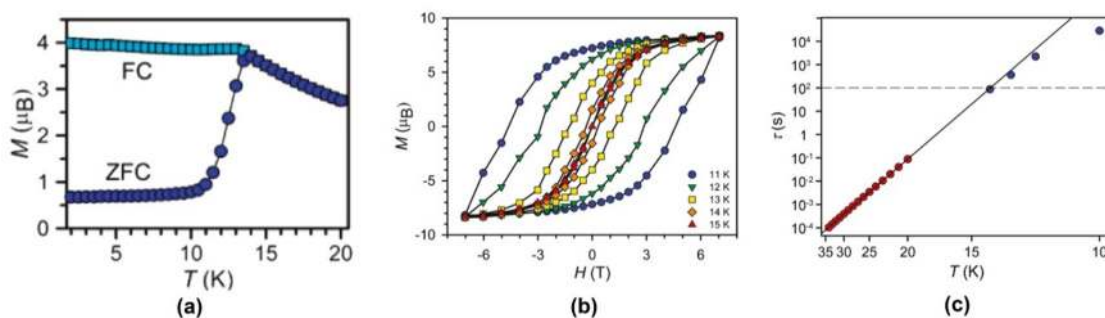 4
3
2
1
0
M (μB)
FC
ZFC
5
10
15
20
T (K)
(a)
10
5
0
-5
-10
M (μB)
11 K
12 K
13 K
14 K
15 K
-6
-3
0
3
6
H (T)
(b)
10⁴
10³
10²
10¹
1
10⁻¹
10⁻²
10⁻³
10⁻⁴
τ (s)
35 30 25 20 15 10
T (K)
(c)